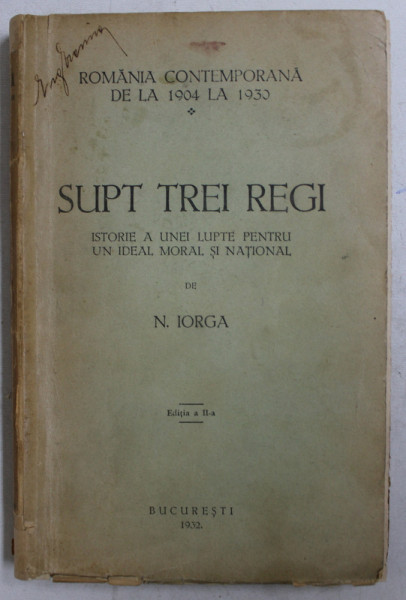 ROMÂNIA CONTEMPORANĂ
DE LA 1904 LA 1930
SUPT TREI REGI
ISTORIE A UNEI LUPTE PENTRU
UN IDEAL MORAL ȘI NAȚIONAL
DE
N. IORGA
Ediția a II-a
BUCUREȘTI
1932.